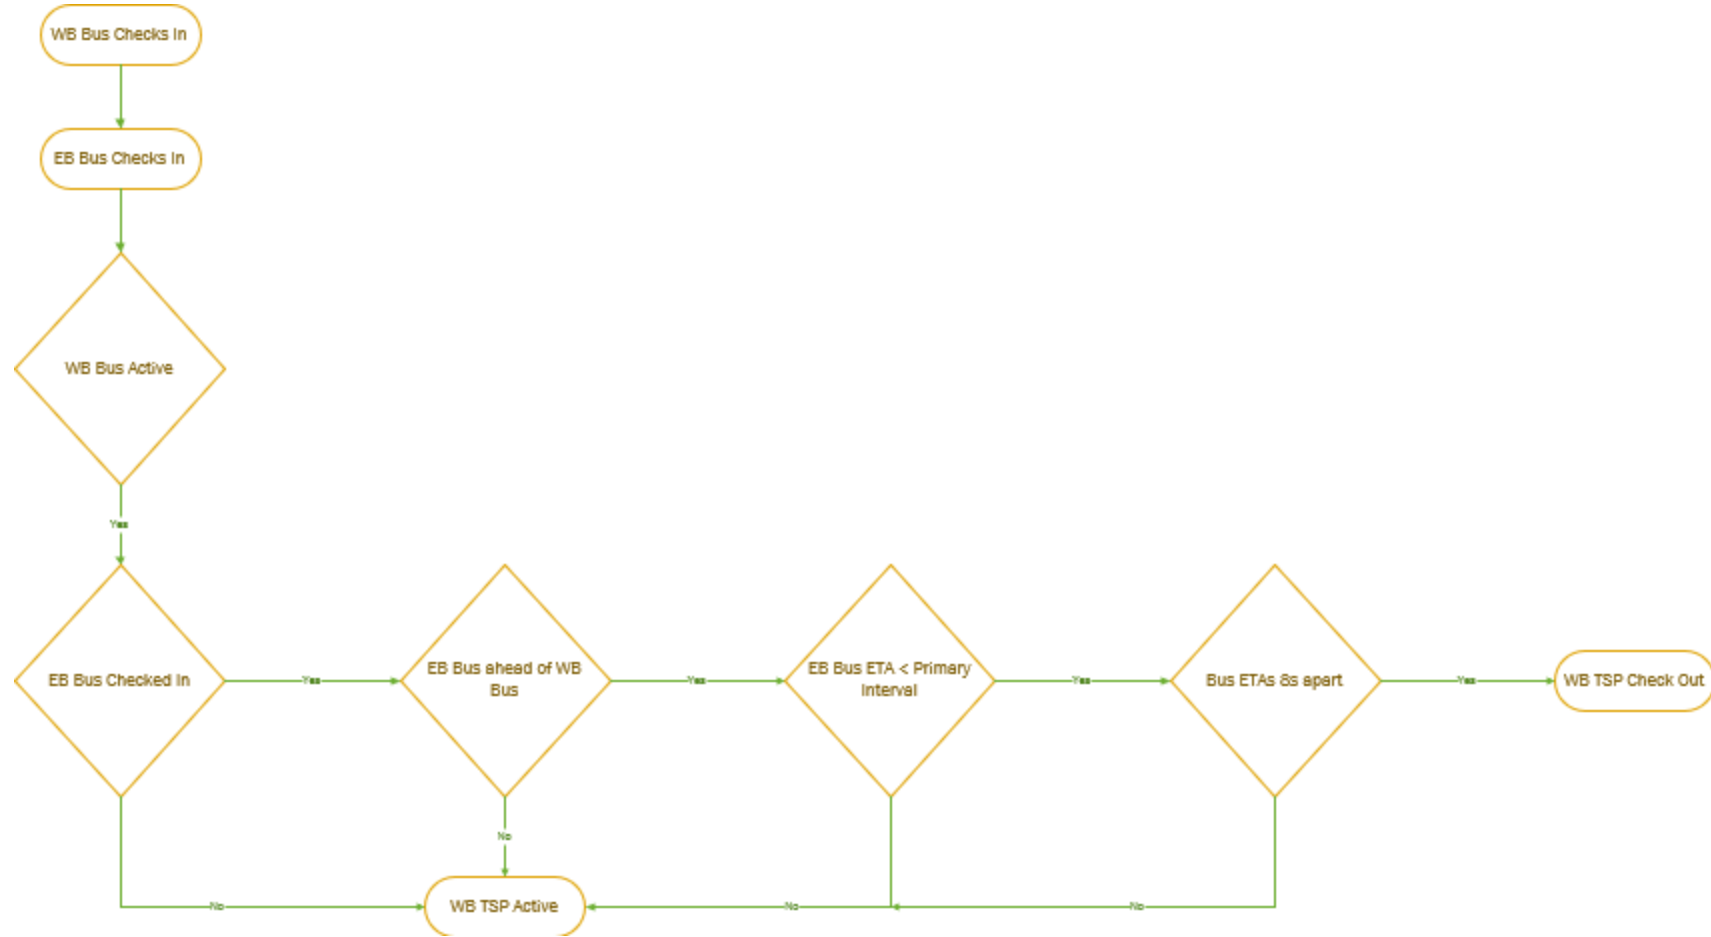 WB Bus Checks In
EB Bus Checks In
WB Bus Active
Yes
EB Bus Checked In
Yes
EB Bus ahead of WB
Bus
Yes
EB Bus ETA < Primary
Interval
Yes
Bus ETAs 8s apart
Yes
WB TSP Check Out
No
No
WB TSP Active
No
No